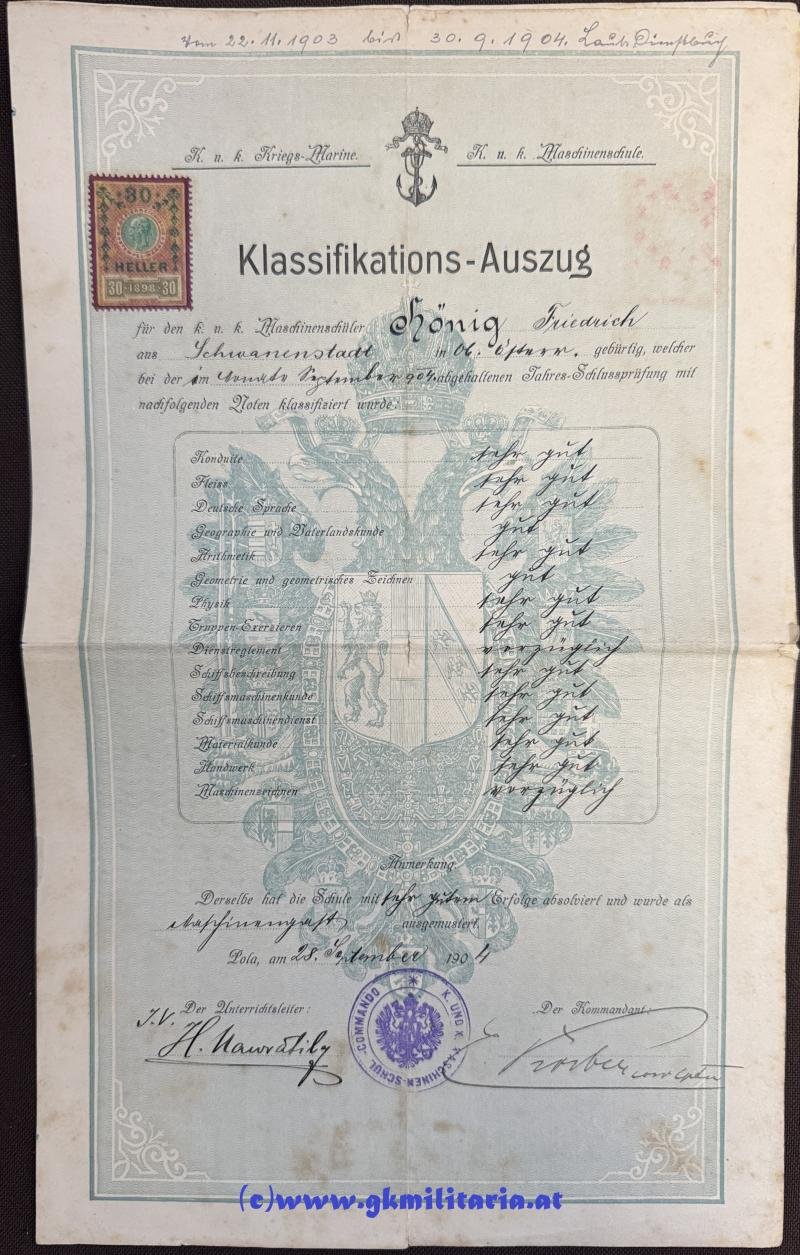 Vom 22.11.1903 bis 30.9.1904. Laut Dienstbuch
K. u. k. Kriegs-Marine. K. u. k. Maschinenschule.
30
HELLER
30 1898 30
Klassifikations-Auszug
für den k. u. k. Maschinenschüler König Friedrich
aus Schwanenstadt in Ob. Österr. gebürtig, welcher
bei der im Monate September 904. abgehaltenen Jahres-Schlussprüfung mit
nachfolgenden Noten klassifiziert wurde:
Konduite sehr gut
Fleiss sehr gut
Deutsche Sprache sehr gut
Geographie und Vaterlandskunde gut
Arithmetik sehr gut
Geometrie und geometrisches Zeichnen gut
Physik sehr gut
Truppen-Exerzieren sehr gut
Dienstreglement vorzüglich
Schiffsbeschreibung sehr gut
Schiffsmaschinenkunde sehr gut
Schiffsmaschinendienst sehr gut
Materialkunde sehr gut
Handwerk sehr gut
Maschinenzeichnen vorzüglich
Anmerkung.
Derselbe hat die Schule mit sehr gutem Erfolge absolviert und wurde als
Maschinengast ausgemustert.
Pola, am 28. September 1904
Der Unterrichtsleiter: Der Kommandant:
I.V. H. Nawrátily
K. UND K. MASCHINEN-SCHUL-COMMANDO
(c)www.gkmilitaria.at